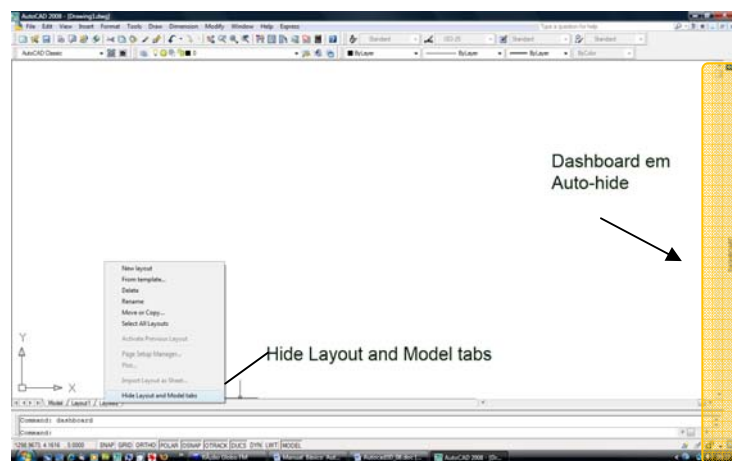 AutoCAD 2008 - [Drawing1.dwg]
File Edit View Insert Format Tools Draw Dimension Modify Window Help Express
Type a question for help
AutoCAD Classic
0
ByLayer
ByLayer
ByLayer
ByColor
Standard
ISO-25
Standard
Standard
Dashboard em
Auto-hide
New layout
From template...
Delete
Rename
Move or Copy...
Select All Layouts
Activate Previous Layout
Page Setup Manager...
Plot...
Import Layout as Sheet...
Hide Layout and Model tabs
Hide Layout and Model tabs
Y
X
Model / Layout1 /
Command: dashboard
Command:
SNAP GRID ORTHO POLAR OSNAP OTRACK DUCS DYN LWT MODEL
AutoCAD 2008 - [Dr...